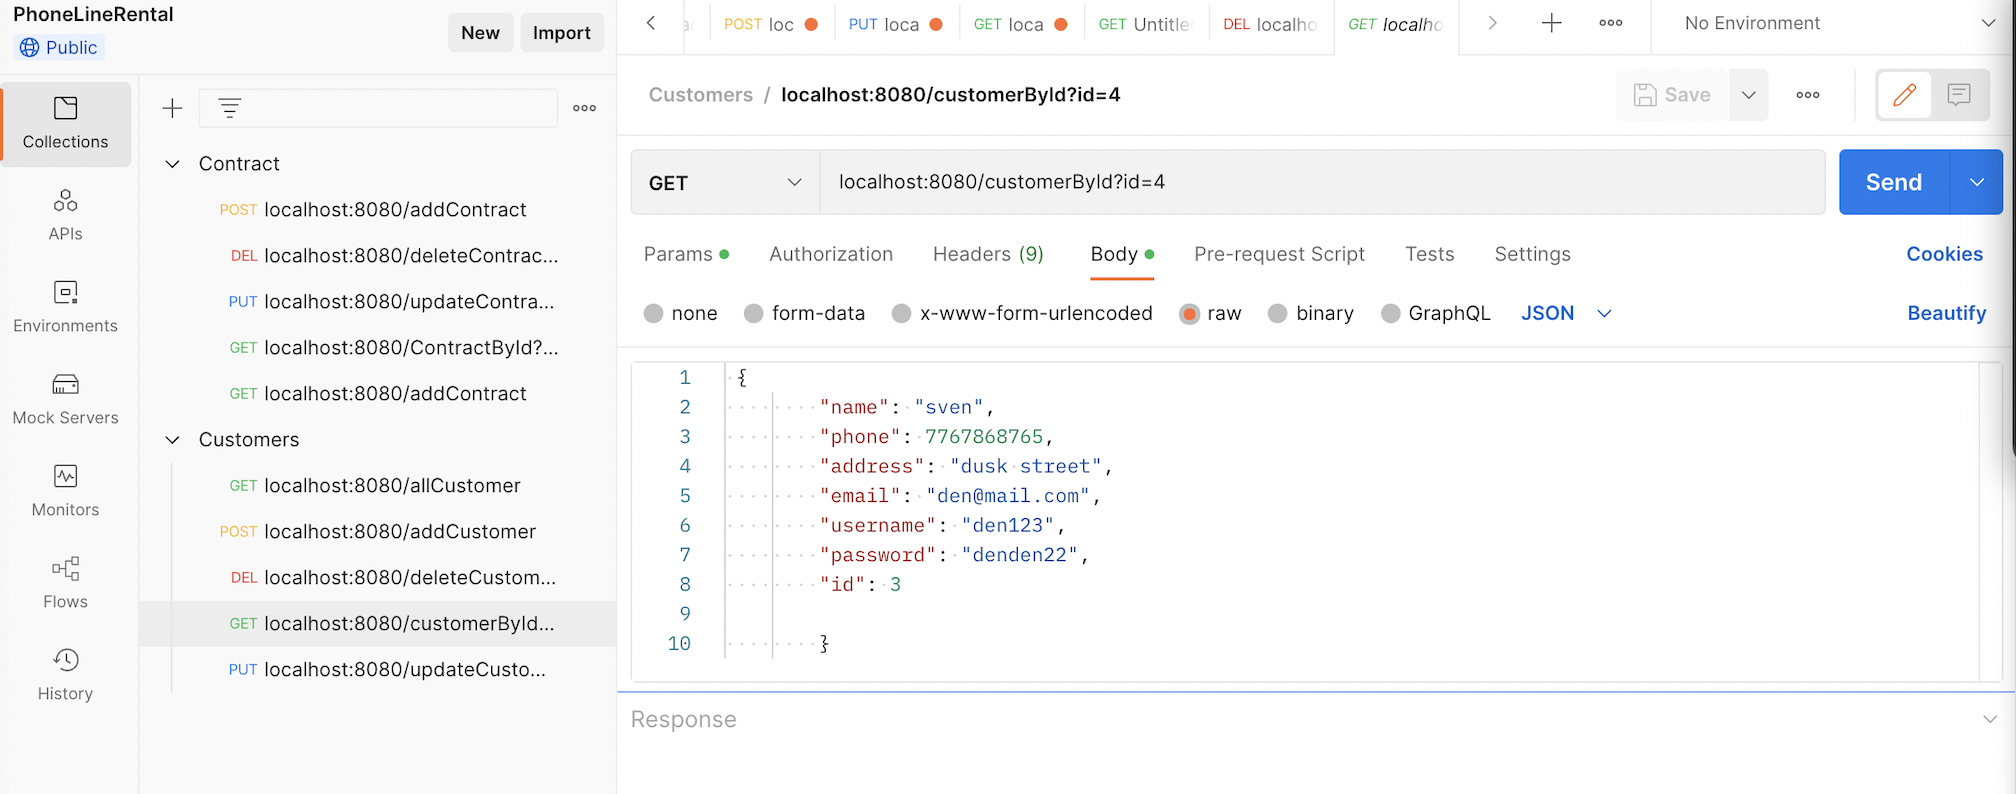 PhoneLineRental
Public
New
Import
Collections
APIs
Environments
Mock Servers
Monitors
Flows
History
Contract
POST localhost:8080/addContract
DEL localhost:8080/deleteContrac...
PUT localhost:8080/updateContra...
GET localhost:8080/ContractById?...
GET localhost:8080/addContract
Customers
GET localhost:8080/allCustomer
POST localhost:8080/addCustomer
DEL localhost:8080/deleteCustom...
GET localhost:8080/customerById...
PUT localhost:8080/updateCusto...
POST loc
PUT loca
GET loca
GET Untitle
DEL localho
GET localho
No Environment
Customers / localhost:8080/customerById?id=4
Save
GET
localhost:8080/customerById?id=4
Send
Params Authorization Headers (9) Body Pre-request Script Tests Settings Cookies
none form-data x-www-form-urlencoded raw binary GraphQL JSON Beautify
1 {
2 "name": "sven",
3 "phone": 7767868765,
4 "address": "dusk street",
5 "email": "den@mail.com",
6 "username": "den123",
7 "password": "denden22",
8 "id": 3
9
10 }
Response